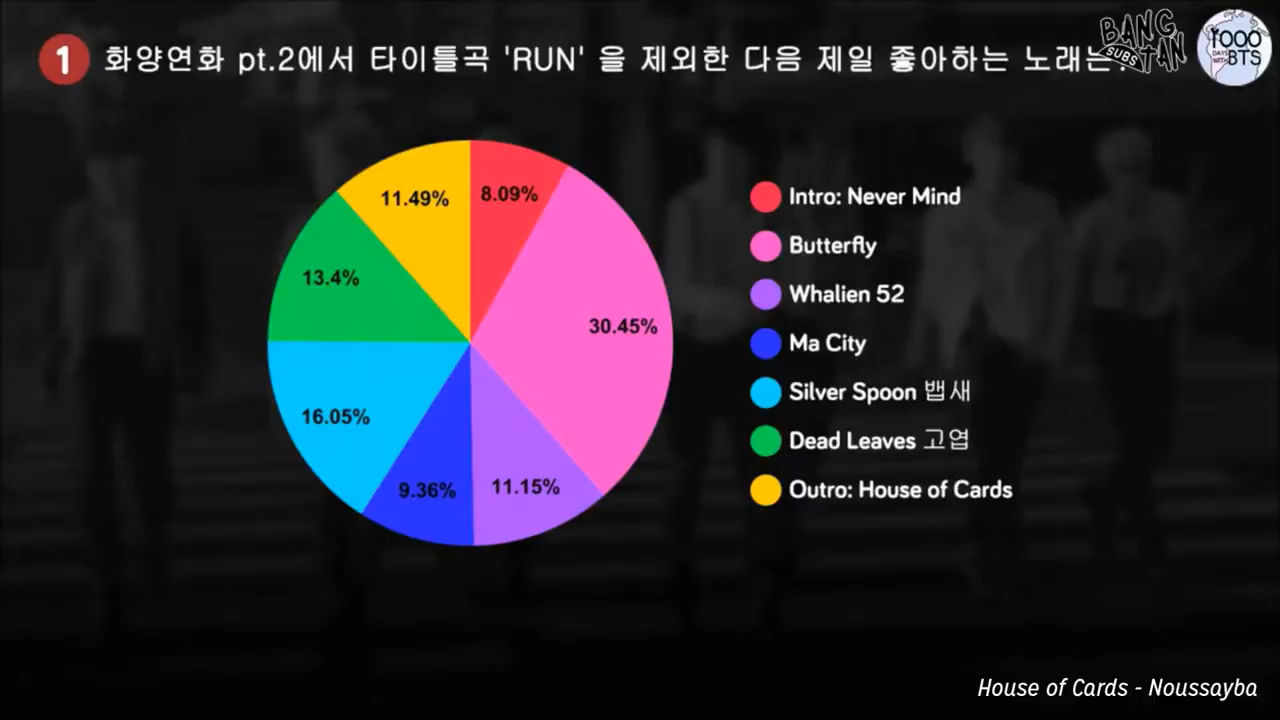 1 화양연화 pt.2에서 타이틀곡 'RUN' 을 제외한 다음 제일 좋아하는 노래는?
BANG
TAN
SUBS
1000
DAYS
WITH BTS
11.49%
8.09%
13.4%
30.45%
16.05%
9.36%
11.15%
Intro: Never Mind
Butterfly
Whalien 52
Ma City
Silver Spoon 뱁새
Dead Leaves 고엽
Outro: House of Cards
House of Cards - Noussayba